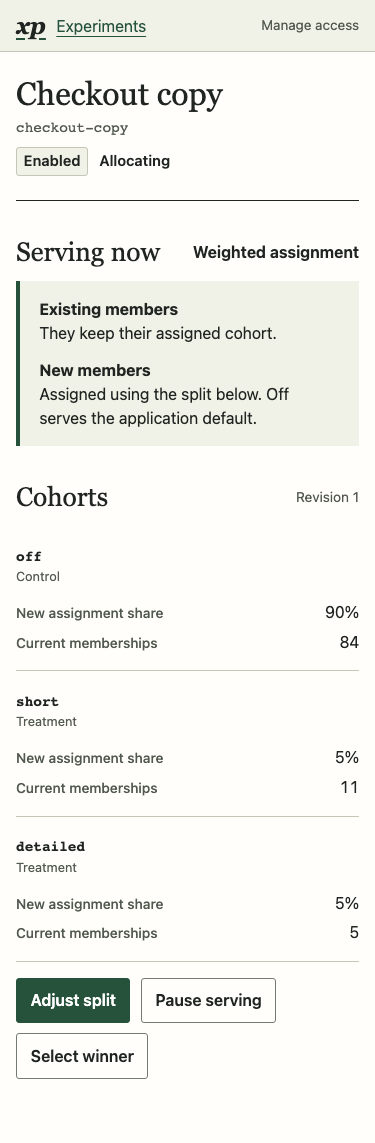 xp Experiments Manage access
Checkout copy
checkout-copy
Enabled Allocating
Serving now Weighted assignment
Existing members
They keep their assigned cohort.
New members
Assigned using the split below. Off
serves the application default.
Cohorts Revision 1
off
Control
New assignment share 90%
Current memberships 84
short
Treatment
New assignment share 5%
Current memberships 11
detailed
Treatment
New assignment share 5%
Current memberships 5
Adjust split Pause serving
Select winner